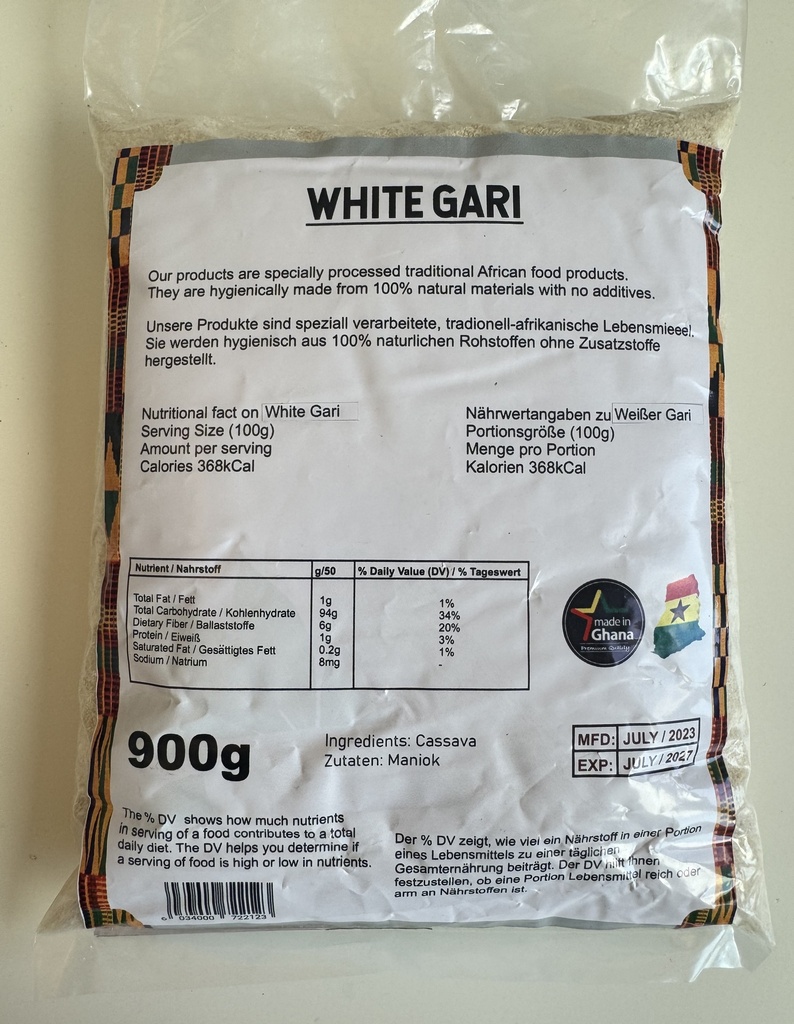 WHITE GARI
Our products are specially processed traditional African food products.
They are hygienically made from 100% natural materials with no additives.
Unsere Produkte sind speziall verarbeitete, tradionell-afrikanische Lebensmieeel.
Sie werden hygienisch aus 100% naturlichen Rohstoffen ohne Zusatzstoffe
hergestellt.
Nutritional fact on White Gari
Serving Size (100g)
Amount per serving
Calories 368kCal
Nährwertangaben zu Weißer Gari
Portionsgröße (100g)
Menge pro Portion
Kalorien 368kCal
Nutrient / Nahrstoff g/50 % Daily Value (DV) / % Tageswert
Total Fat / Fett 1g 1%
Total Carbohydrate / Kohlenhydrate 94g 34%
Dietary Fiber / Ballaststoffe 6g 20%
Protein / Eiweiß 1g 3%
Saturated Fat / Gesättigtes Fett 0.2g 1%
Sodium / Natrium 8mg -
made in
Ghana
Premium Quality
900g
Ingredients: Cassava
Zutaten: Maniok
MFD: JULY / 2023
EXP: JULY / 2027
The % DV shows how much nutrients
in serving of a food contributes to a total
daily diet. The DV helps you determine if
a serving of food is high or low in nutrients.
Der % DV zeigt, wie viel ein Nährstoff in einer Portion
eines Lebensmittels zu einer täglichen
Gesamternährung beiträgt. Der DV hilft Ihnen
festzustellen, ob eine Portion Lebensmittel reich oder
arm an Nährstoffen ist.
6 034000 722123